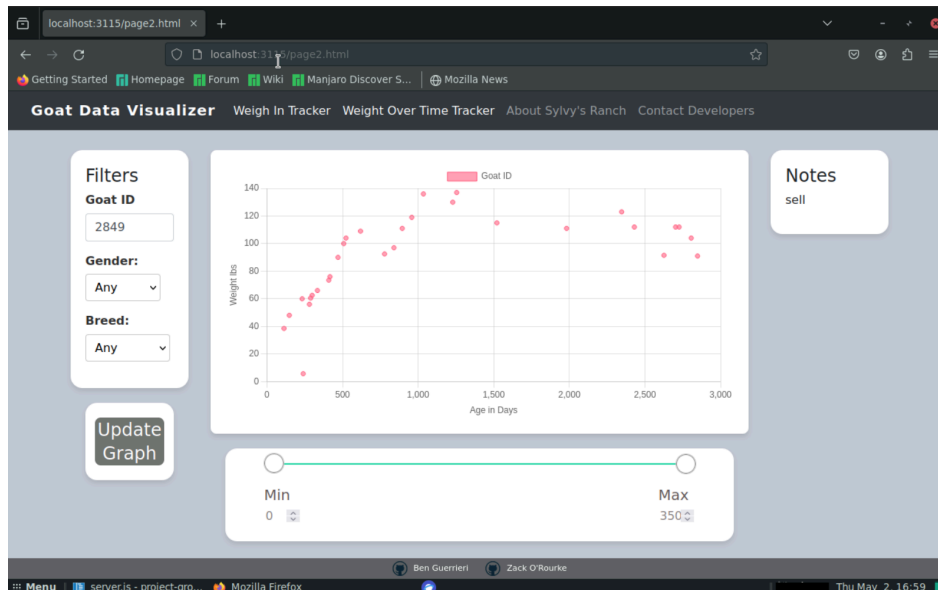 localhost:3115/page2.html
localhost:3115/page2.html
Getting Started Homepage Forum Wiki Manjaro Discover S... Mozilla News
Goat Data Visualizer Weigh In Tracker Weight Over Time Tracker About Sylvy's Ranch Contact Developers
Filters
Goat ID
2849
Gender:
Any
Breed:
Any
Update
Graph
Goat ID
Weight lbs
140
120
100
80
60
40
20
0
0 500 1,000 1,500 2,000 2,500 3,000
Age in Days
Min Max
0 350
Notes
sell
Ben Guerrieri Zack O'Rourke
Menu server.js - project-gro... Mozilla Firefox Thu May 2, 16:59